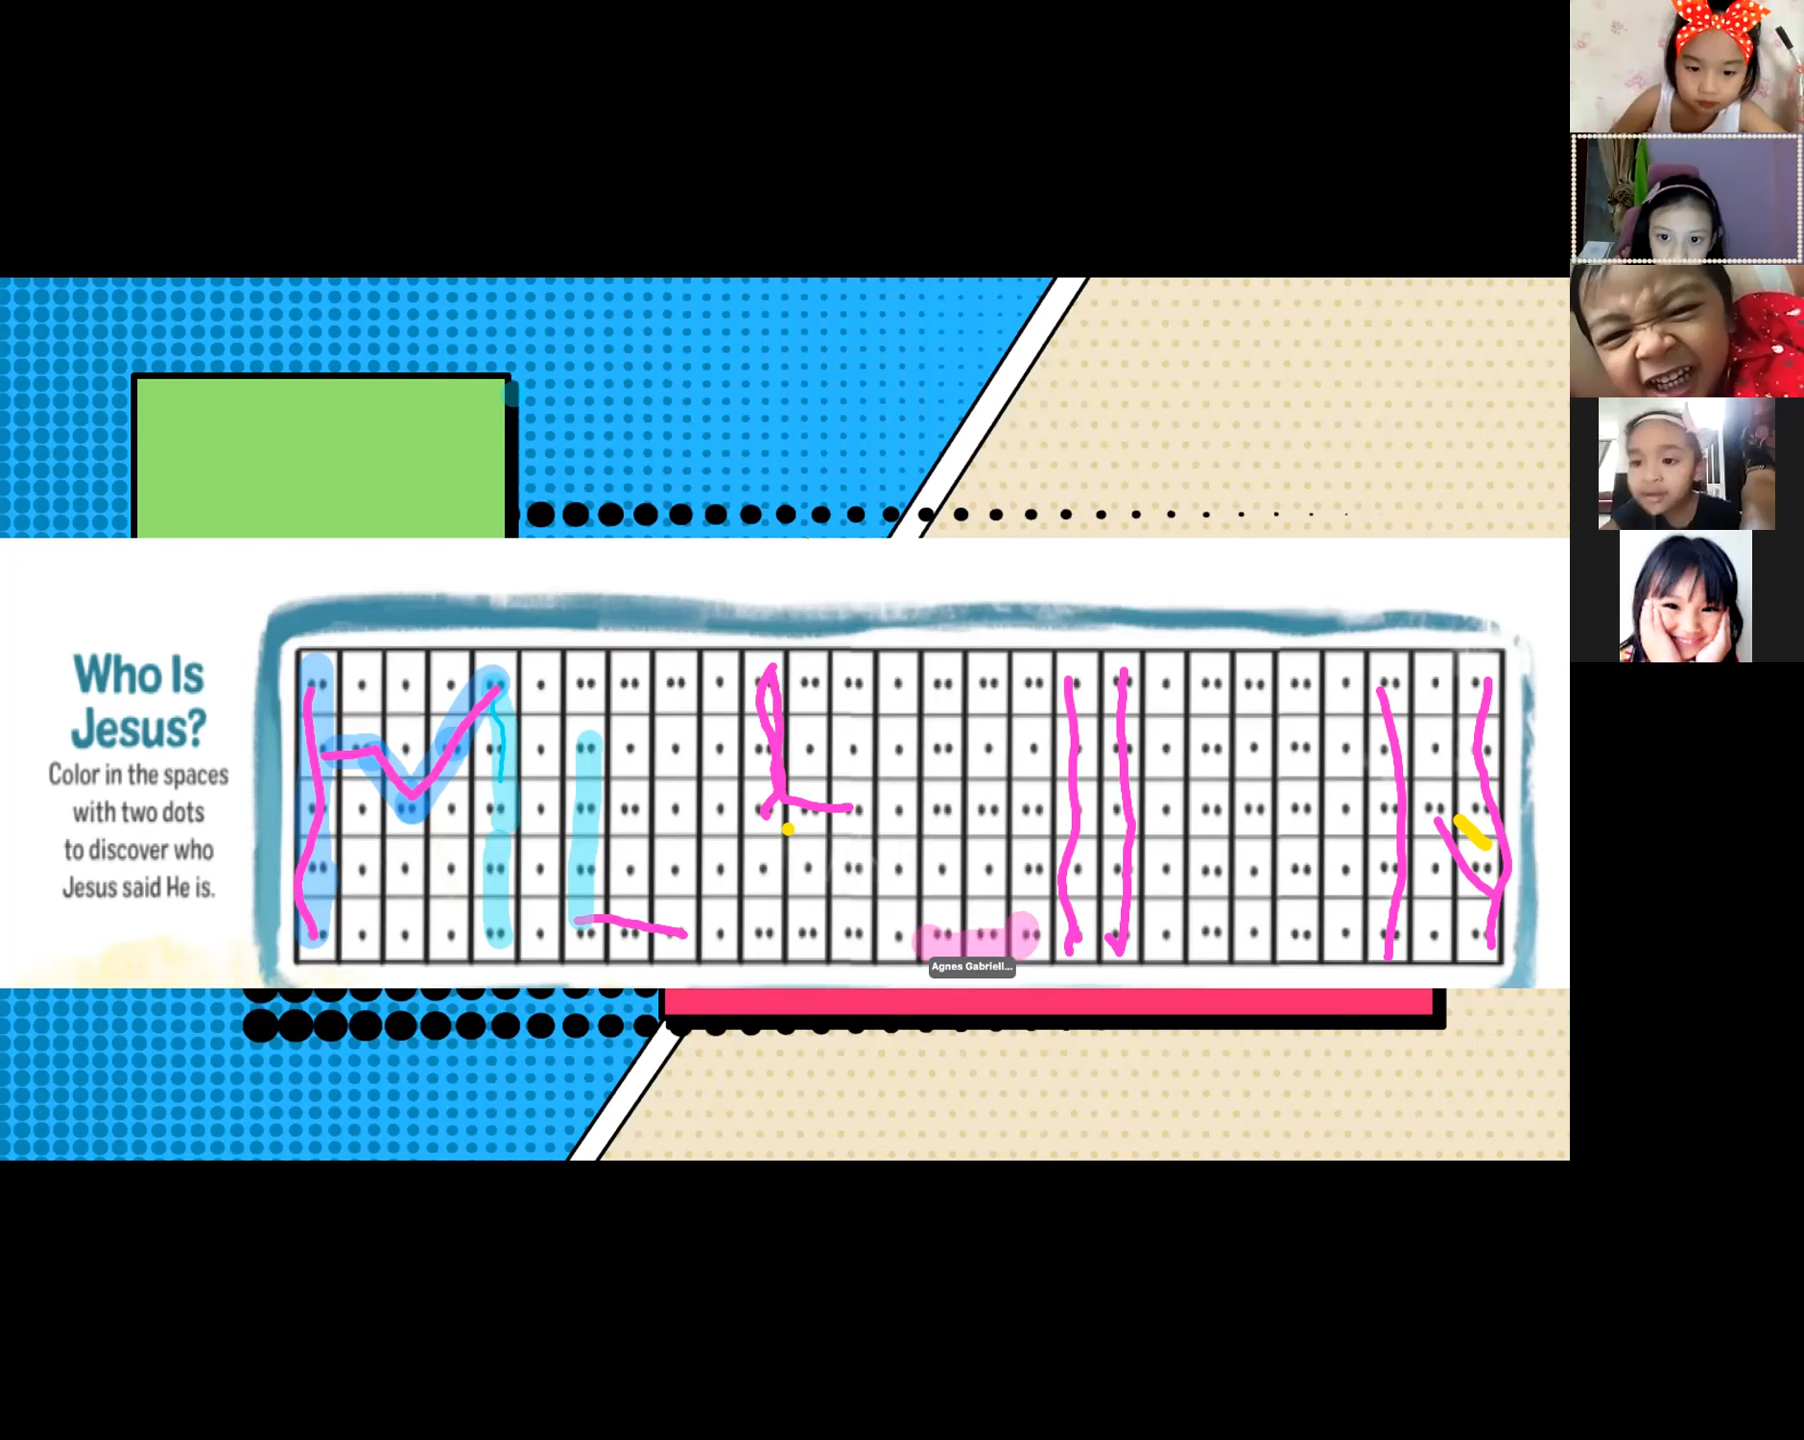 Who Is
Jesus?
Color in the spaces
with two dots
to discover who
Jesus said He is.
Agnes Gabriell...